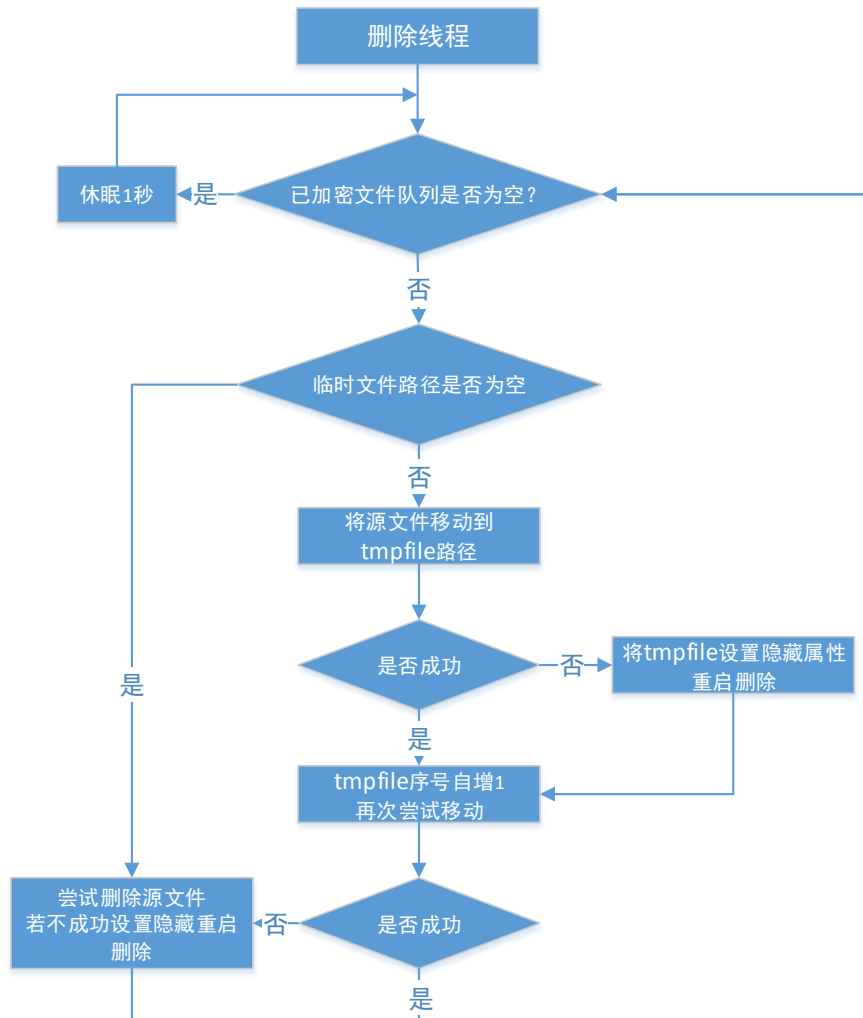 删除线程
已加密文件队列是否为空?
是
休眠1秒
否
临时文件路径是否为空
否
将源文件移动到
tmpfile路径
是否成功
否
将tmpfile设置隐藏属性
重启删除
是
是
tmpfile序号自增1
再次尝试移动
尝试删除源文件
若不成功设置隐藏重启
删除
否
是否成功
是